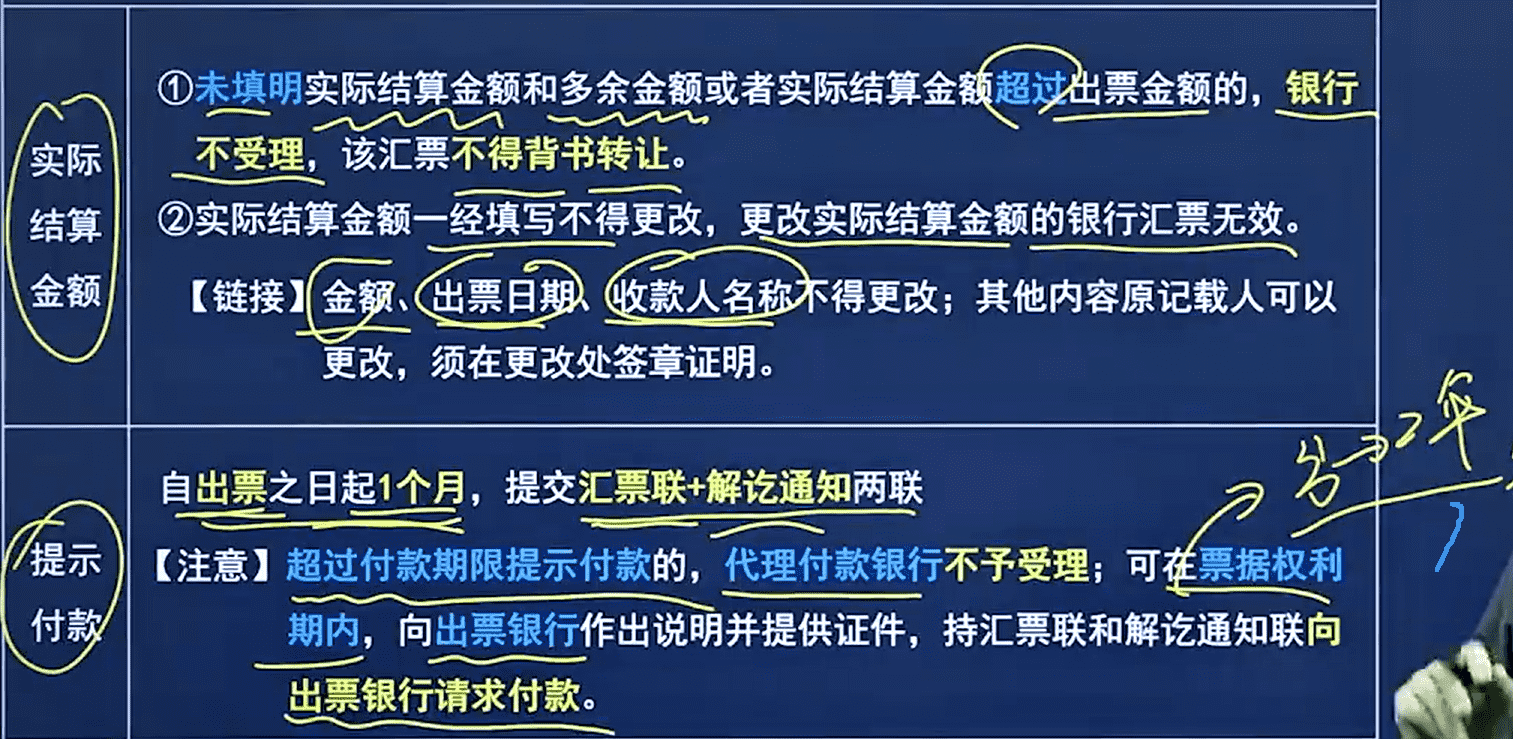 实际
结算
金额
①未填明实际结算金额和多余金额或者实际结算金额超过出票金额的，银行
不受理，该汇票不得背书转让。
②实际结算金额一经填写不得更改，更改实际结算金额的银行汇票无效。
【链接】金额、出票日期、收款人名称不得更改；其他内容原记载人可以
更改，须在更改处签章证明。
提示
付款
自出票之日起1个月，提交汇票联+解讫通知两联
【注意】超过付款期限提示付款的，代理付款银行不予受理；可在票据权利
期内，向出票银行作出说明并提供证件，持汇票联和解讫通知联向
出票银行请求付款。
2年